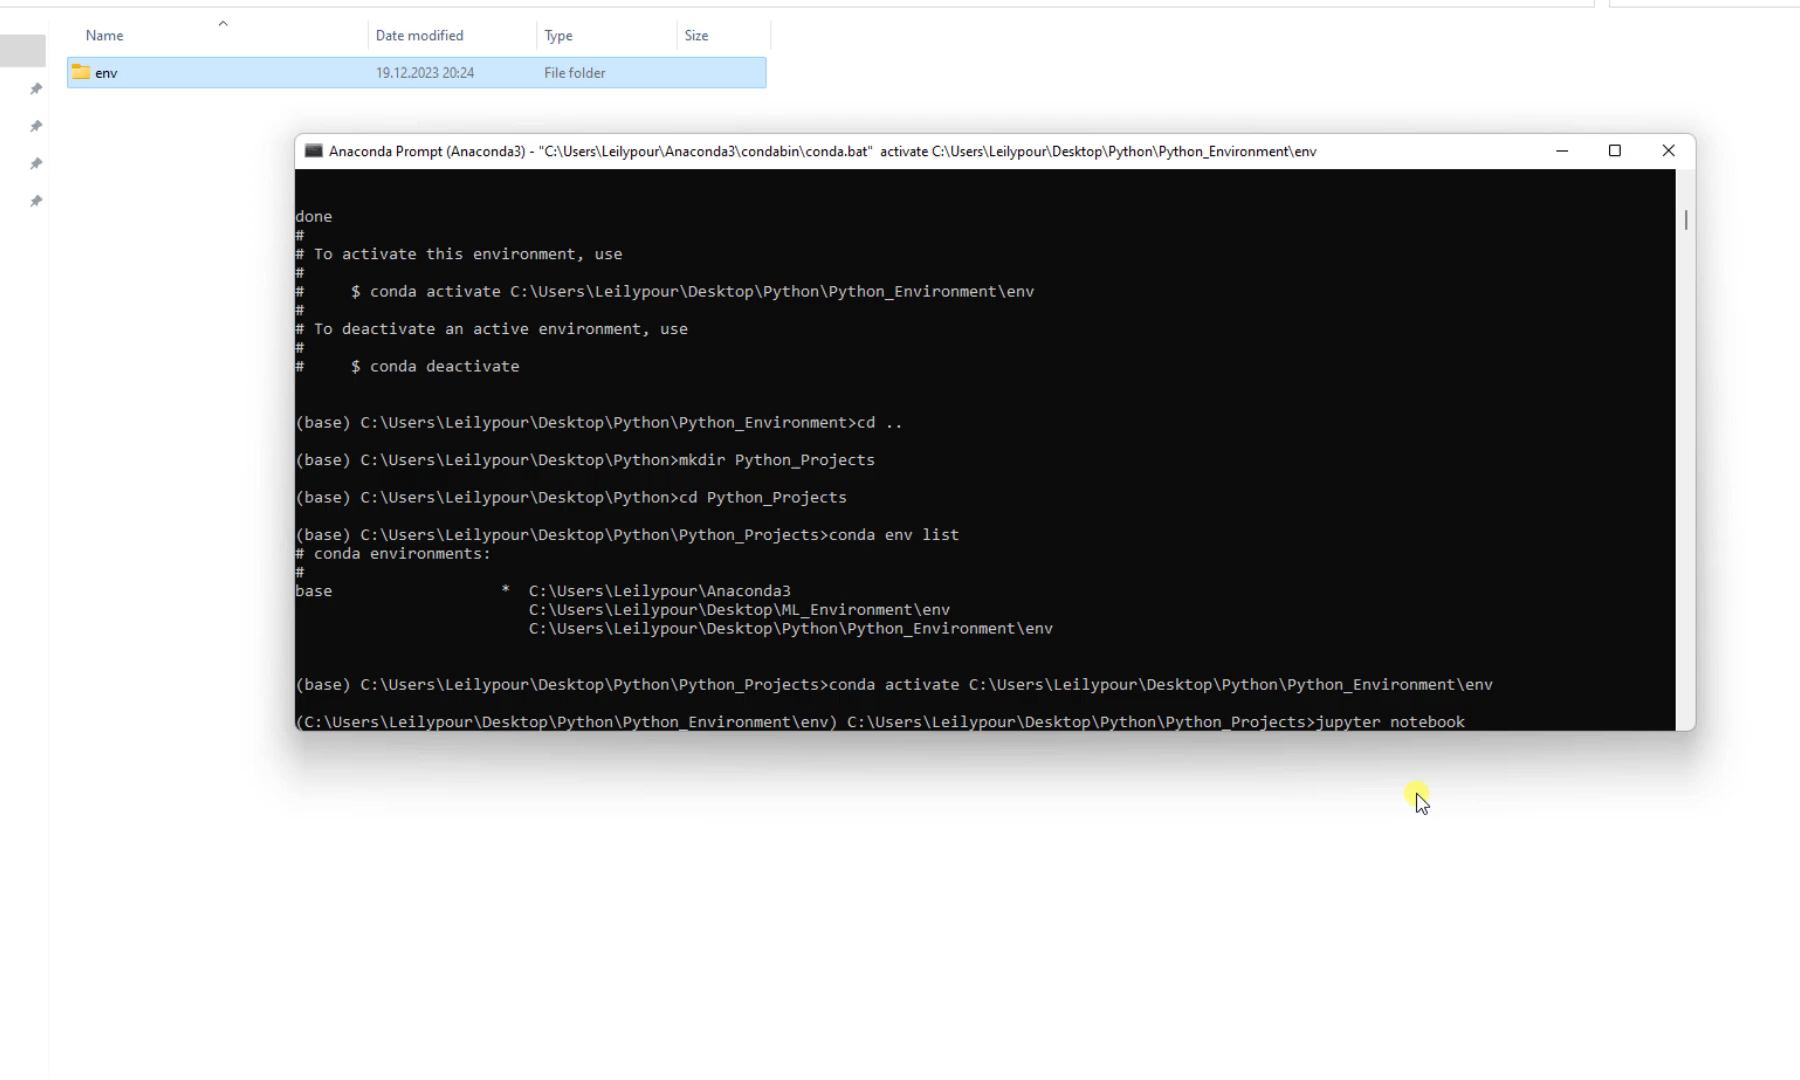 Name Date modified Type Size
env 19.12.2023 20:24 File folder
Anaconda Prompt (Anaconda3) - "C:\Users\Leilypour\Anaconda3\condabin\conda.bat" activate C:\Users\Leilypour\Desktop\Python\Python_Environment\env
done
#
# To activate this environment, use
#
# $ conda activate C:\Users\Leilypour\Desktop\Python\Python_Environment\env
#
# To deactivate an active environment, use
#
# $ conda deactivate
(base) C:\Users\Leilypour\Desktop\Python\Python_Environment>cd ..
(base) C:\Users\Leilypour\Desktop\Python>mkdir Python_Projects
(base) C:\Users\Leilypour\Desktop\Python>cd Python_Projects
(base) C:\Users\Leilypour\Desktop\Python\Python_Projects>conda env list
# conda environments:
#
base * C:\Users\Leilypour\Anaconda3
C:\Users\Leilypour\Desktop\ML_Environment\env
C:\Users\Leilypour\Desktop\Python\Python_Environment\env
(base) C:\Users\Leilypour\Desktop\Python\Python_Projects>conda activate C:\Users\Leilypour\Desktop\Python\Python_Environment\env
(C:\Users\Leilypour\Desktop\Python\Python_Environment\env) C:\Users\Leilypour\Desktop\Python\Python_Projects>jupyter notebook